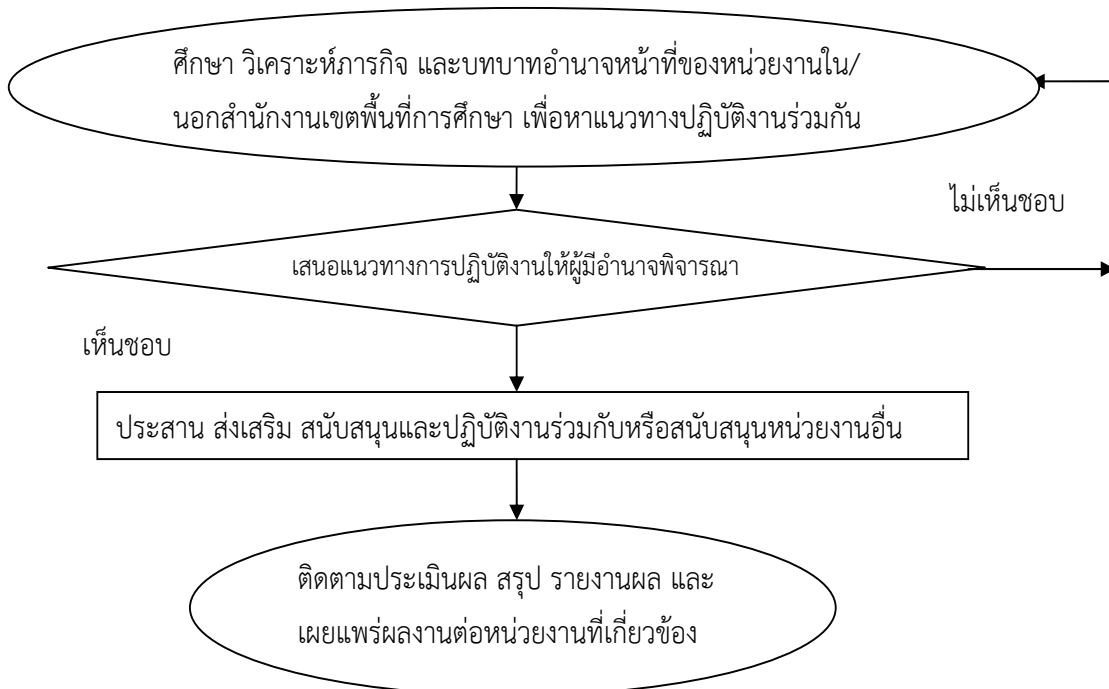 ศึกษา วิเคราะห์ภารกิจ และบทบาทอำนาจหน้าที่ของหน่วยงานใน/
นอกสำนักงานเขตพื้นที่การศึกษา เพื่อหาแนวทางปฏิบัติงานร่วมกัน
ไม่เห็นชอบ
เสนอแนวทางการปฏิบัติงานให้ผู้มีอำนาจพิจารณา
เห็นชอบ
ประสาน ส่งเสริม สนับสนุนและปฏิบัติงานร่วมกับหรือสนับสนุนหน่วยงานอื่น
ติดตามประเมินผล สรุป รายงานผล และ
เผยแพร่ผลงานต่อหน่วยงานที่เกี่ยวข้อง